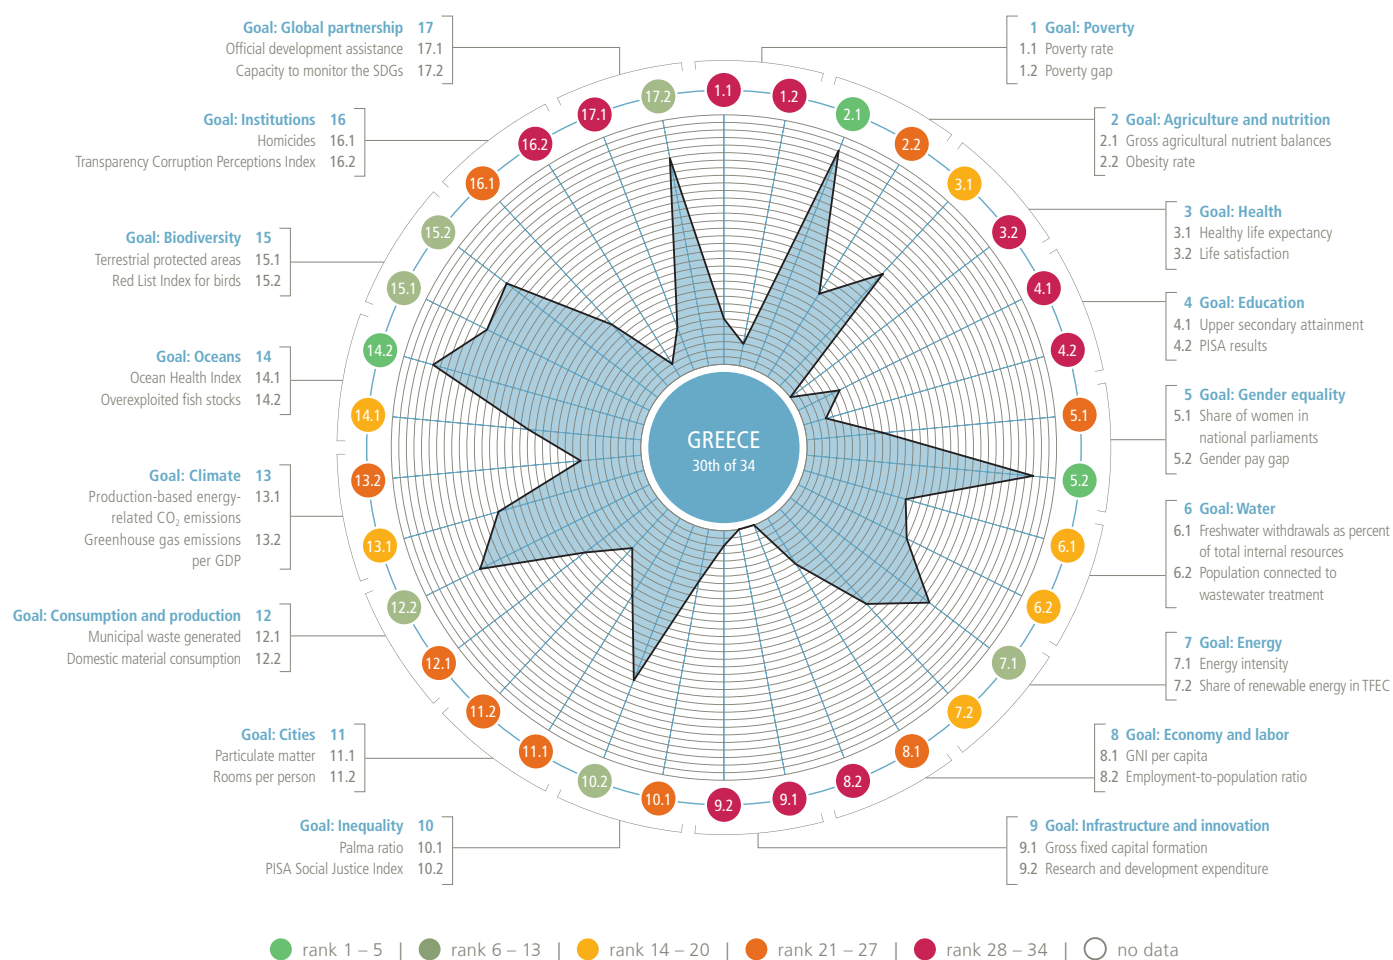 Goal: Global partnership 17
Official development assistance 17.1
Capacity to monitor the SDGs 17.2
Goal: Institutions 16
Homicides 16.1
Transparency Corruption Perceptions Index 16.2
Goal: Biodiversity 15
Terrestrial protected areas 15.1
Red List Index for birds 15.2
Goal: Oceans 14
Ocean Health Index 14.1
Overexploited fish stocks 14.2
Goal: Climate 13
Production-based energy- 13.1
related CO₂ emissions
Greenhouse gas emissions 13.2
per GDP
Goal: Consumption and production 12
Municipal waste generated 12.1
Domestic material consumption 12.2
Goal: Cities 11
Particulate matter 11.1
Rooms per person 11.2
Goal: Inequality 10
Palma ratio 10.1
PISA Social Justice Index 10.2
1 Goal: Poverty
1.1 Poverty rate
1.2 Poverty gap
2 Goal: Agriculture and nutrition
2.1 Gross agricultural nutrient balances
2.2 Obesity rate
3 Goal: Health
3.1 Healthy life expectancy
3.2 Life satisfaction
4 Goal: Education
4.1 Upper secondary attainment
4.2 PISA results
5 Goal: Gender equality
5.1 Share of women in
national parliaments
5.2 Gender pay gap
6 Goal: Water
6.1 Freshwater withdrawals as percent
of total internal resources
6.2 Population connected to
wastewater treatment
7 Goal: Energy
7.1 Energy intensity
7.2 Share of renewable energy in TFEC
8 Goal: Economy and labor
8.1 GNI per capita
8.2 Employment-to-population ratio
9 Goal: Infrastructure and innovation
9.1 Gross fixed capital formation
9.2 Research and development expenditure
1.1
1.2
2.1
2.2
3.1
3.2
4.1
4.2
5.1
5.2
6.1
6.2
7.1
7.2
8.1
8.2
9.1
9.2
10.1
10.2
11.1
11.2
12.1
12.2
13.1
13.2
14.1
14.2
15.1
15.2
16.1
16.2
17.1
17.2
GREECE
30th of 34
rank 1 – 5 | rank 6 – 13 | rank 14 – 20 | rank 21 – 27 | rank 28 – 34 | no data